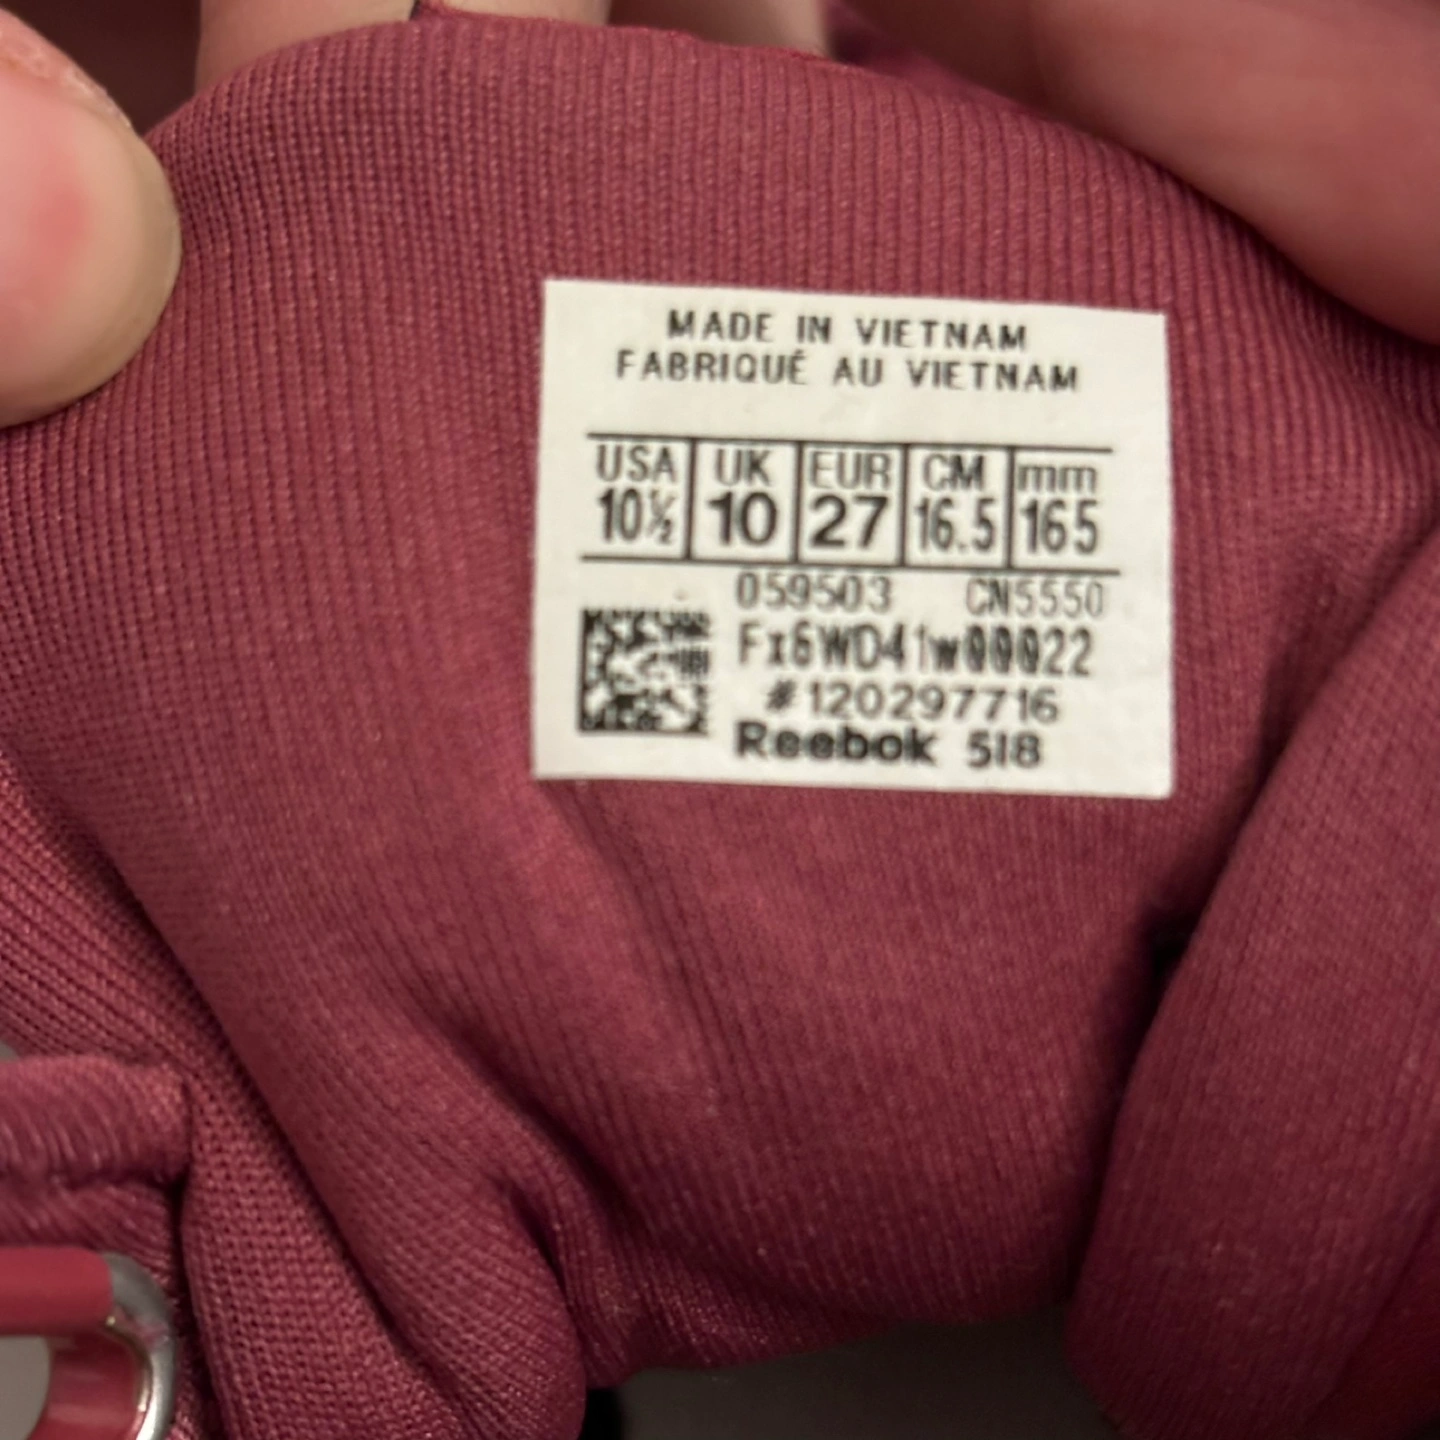 MADE IN VIETNAM
FABRIQUÉ AU VIETNAM
USA UK EUR CM mm
10½ 10 27 16.5 165
059503 CN5550
Fx6WD41w00022
#120297716
Reebok 518